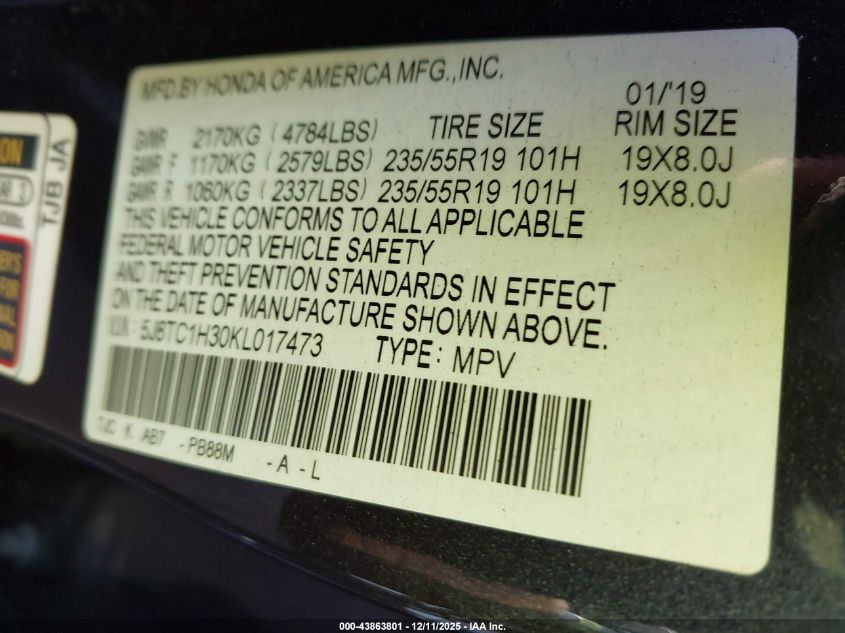 MFD.BY HONDA OF AMERICA MFG.,INC.
01/'19
GVWR 2170KG (4784LBS) TIRE SIZE RIM SIZE
GAWR F 1170KG (2579LBS) 235/55R19 101H 19X8.0J
GAWR R 1060KG (2337LBS) 235/55R19 101H 19X8.0J
THIS VEHICLE CONFORMS TO ALL APPLICABLE
FEDERAL MOTOR VEHICLE SAFETY
AND THEFT PREVENTION STANDARDS IN EFFECT
ON THE DATE OF MANUFACTURE SHOWN ABOVE.
V.I.N.: 5J8TC1H30KL017473 TYPE: MPV
TJC K AB7 -PB88M -A-L
TJB JA
000-43863801 - 12/11/2025 - IAA Inc.